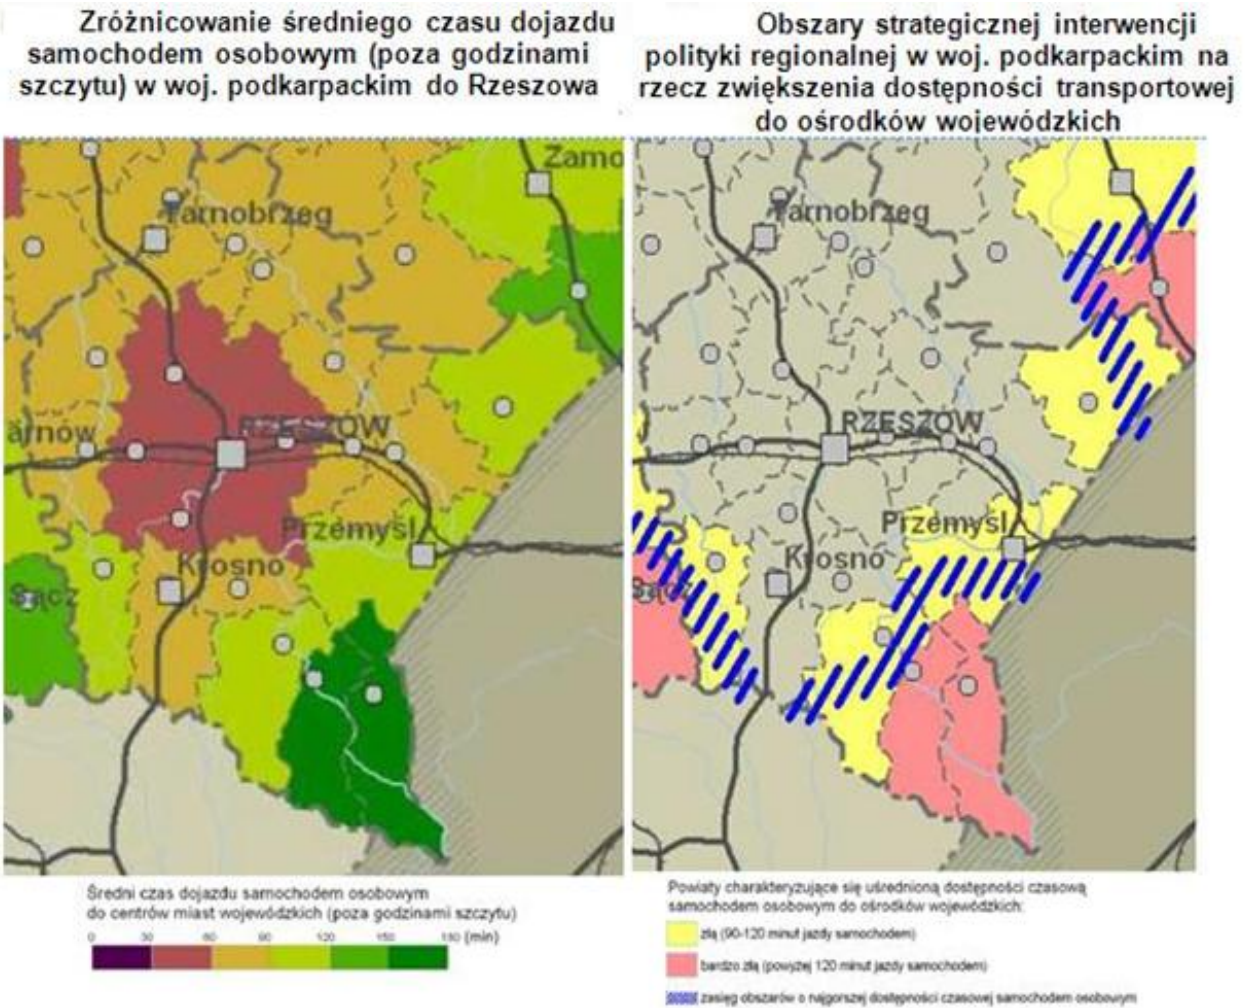 Zróżnicowanie średniego czasu dojazdu
samochodem osobowym (poza godzinami
szczytu) w woj. podkarpackim do Rzeszowa
Obszary strategicznej interwencji
polityki regionalnej w woj. podkarpackim na
rzecz zwiększenia dostępności transportowej
do ośrodków wojewódzkich
Zamo
Tarnobrzeg
RZESZÓW
arnów
Przemyśl
Krosno
Sącz
Tarnobrzeg
RZESZÓW
Przemyśl
Krosno
Sącz
Średni czas dojazdu samochodem osobowym
do centrów miast wojewódzkich (poza godzinami szczytu)
0 30 60 90 120 150 180 (min)
Powiaty charakteryzujące się uśrednioną dostępności czasową
samochodem osobowym do ośrodków wojewódzkich:
złą (90-120 minut jazdy samochodem)
bardzo złą (powyżej 120 minut jazdy samochodem)
zasięg obszarów o najgorszej dostępności czasowej samochodem osobowym